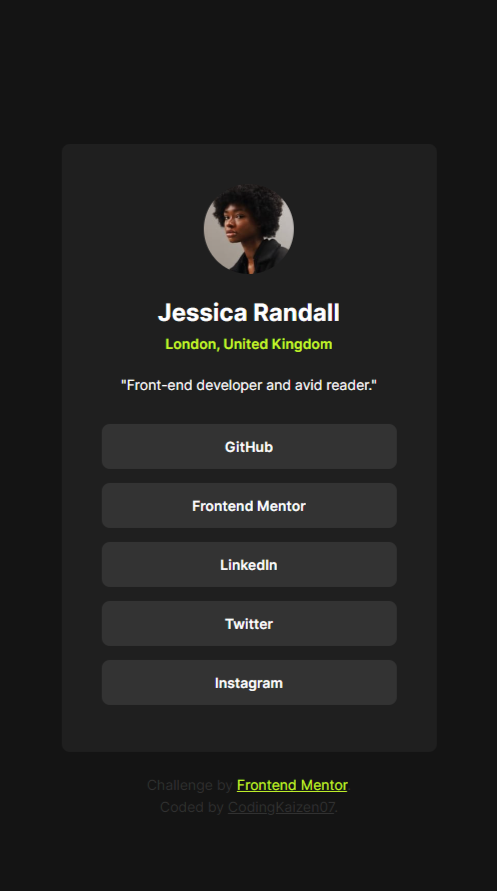 Jessica Randall
London, United Kingdom
"Front-end developer and avid reader."
GitHub
Frontend Mentor
LinkedIn
Twitter
Instagram
Challenge by Frontend Mentor
Coded by CodingKaizen07.